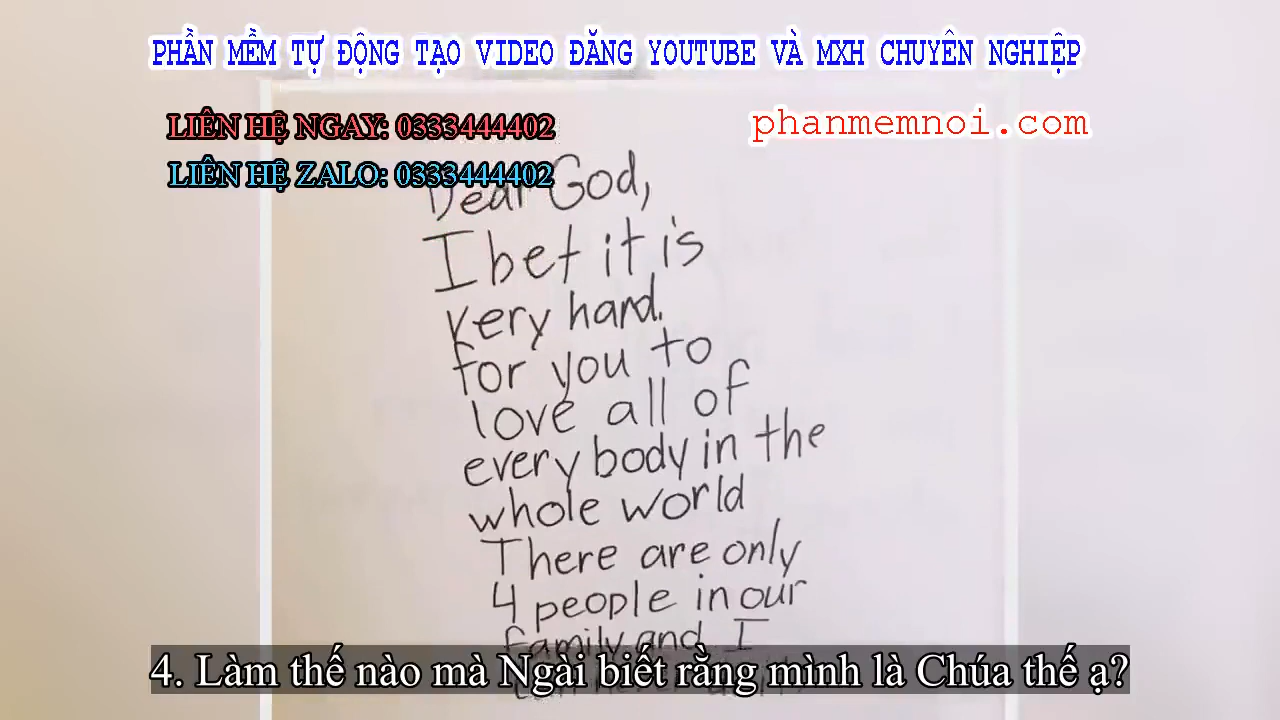 PHẦN MỀM TỰ ĐỘNG TẠO VIDEO ĐĂNG YOUTUBE VÀ MXH CHUYÊN NGHIỆP
LIÊN HỆ NGAY: 0333444402
phanmemnoi.com
LIÊN HỆ ZALO: 0333444402
Dear God,
I bet it is
very hard.
for you to
love all of
every body in the
whole world
There are only
4 people in our
family and I
4. Làm thế nào mà Ngài biết rằng mình là Chúa thế ạ?